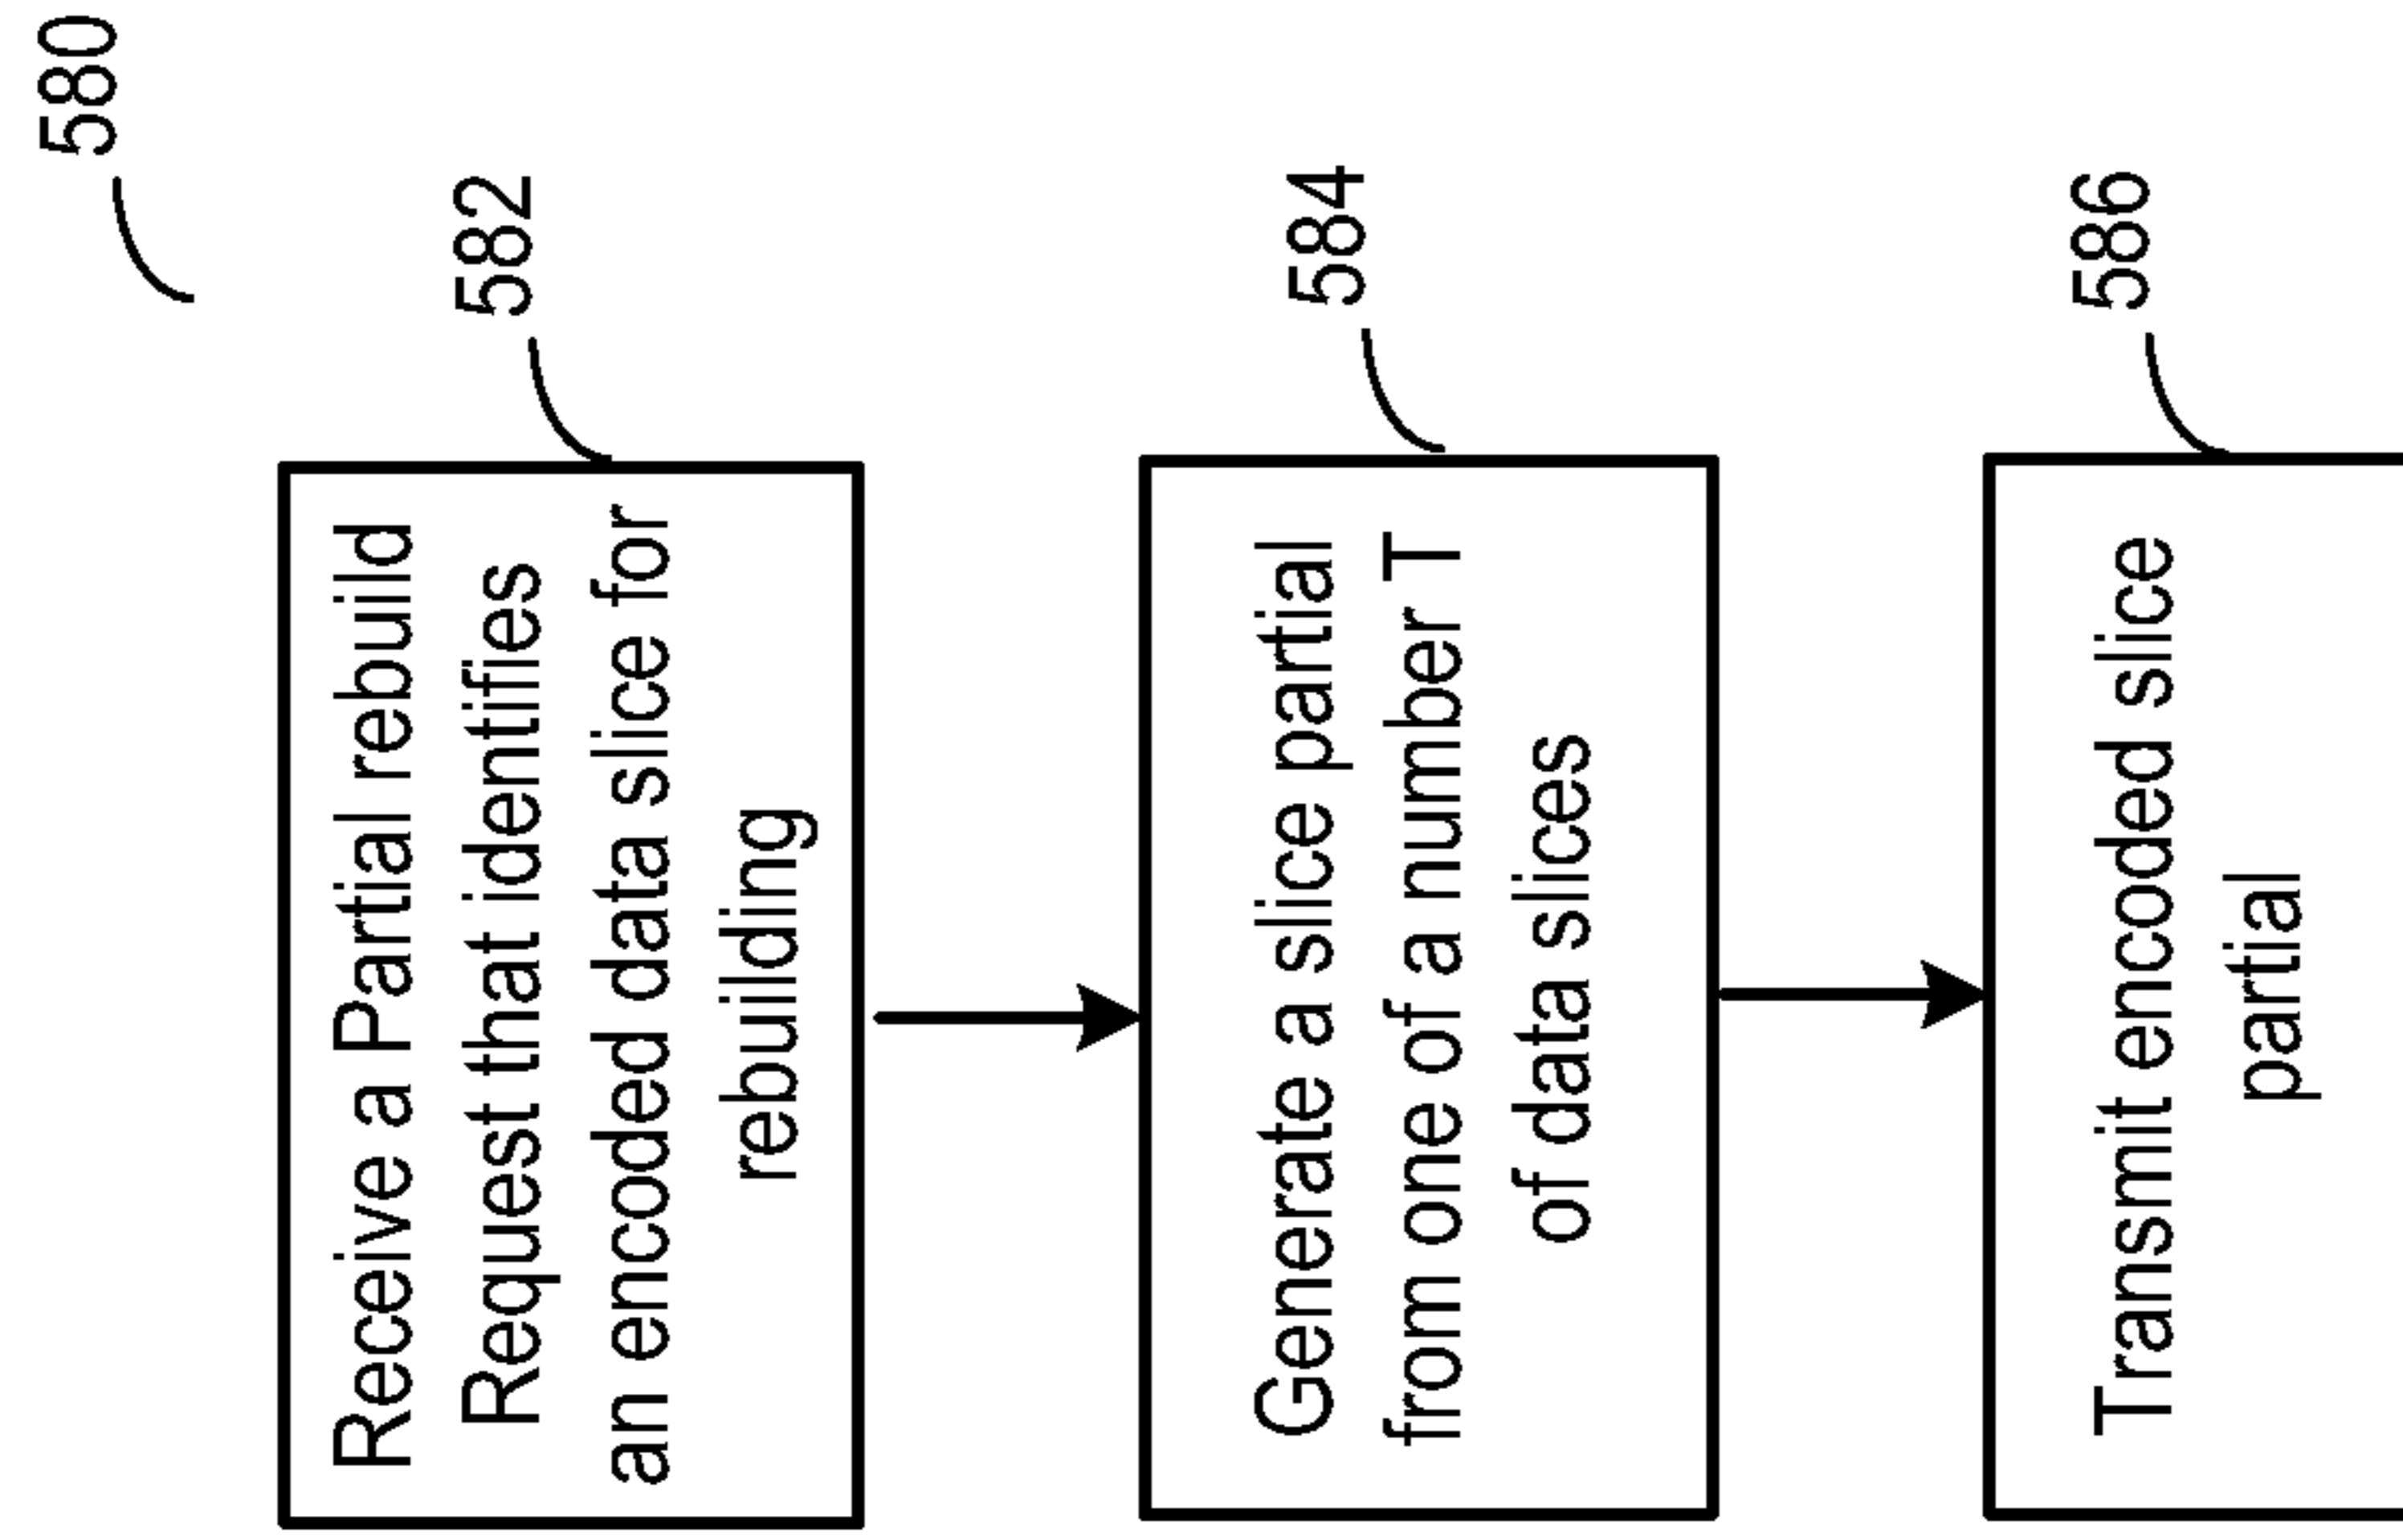 580
582
Receive a Partial rebuild
Request that identifies
an encoded data slice for
rebuilding
584
Generate a slice partial
from one of a number T
of data slices
586
Transmit encoded slice
partial